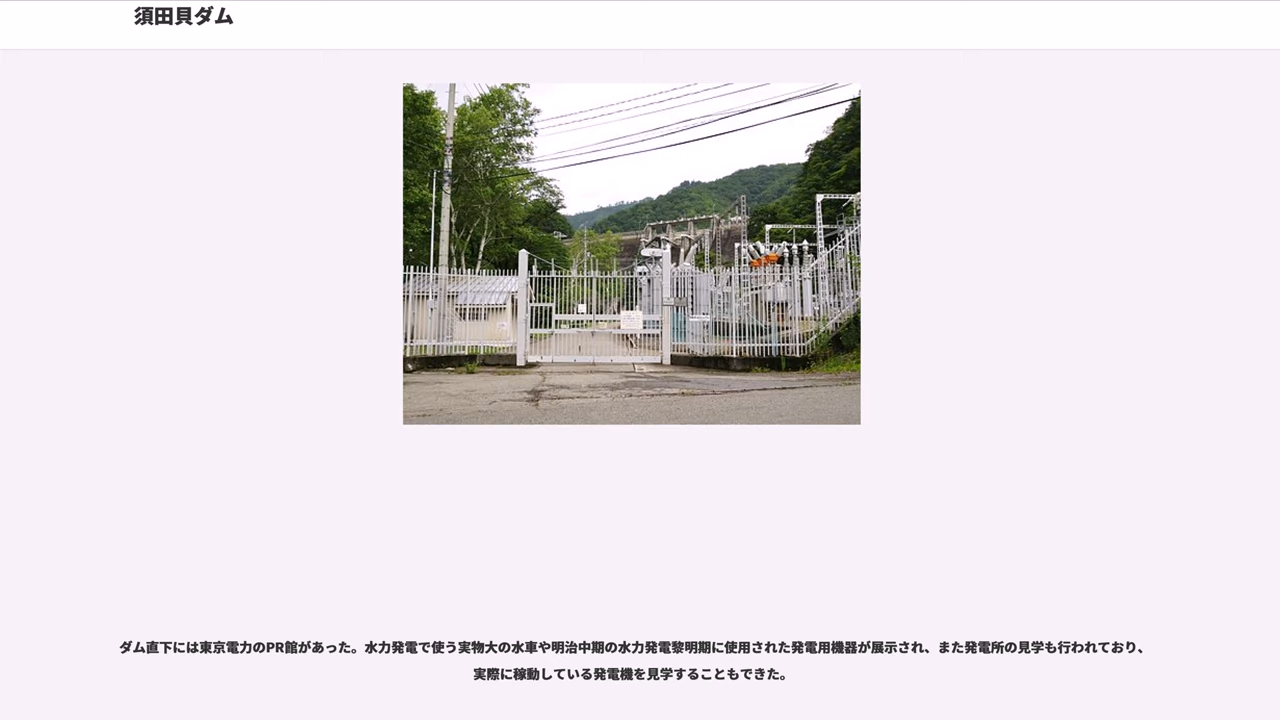 須田貝ダム
ダム直下には東京電力のPR館があった。水力発電で使う実物大の水車や明治中期の水力発電黎明期に使用された発電用機器が展示され、また発電所の見学も行われており、
実際に稼動している発電機を見学することもできた。